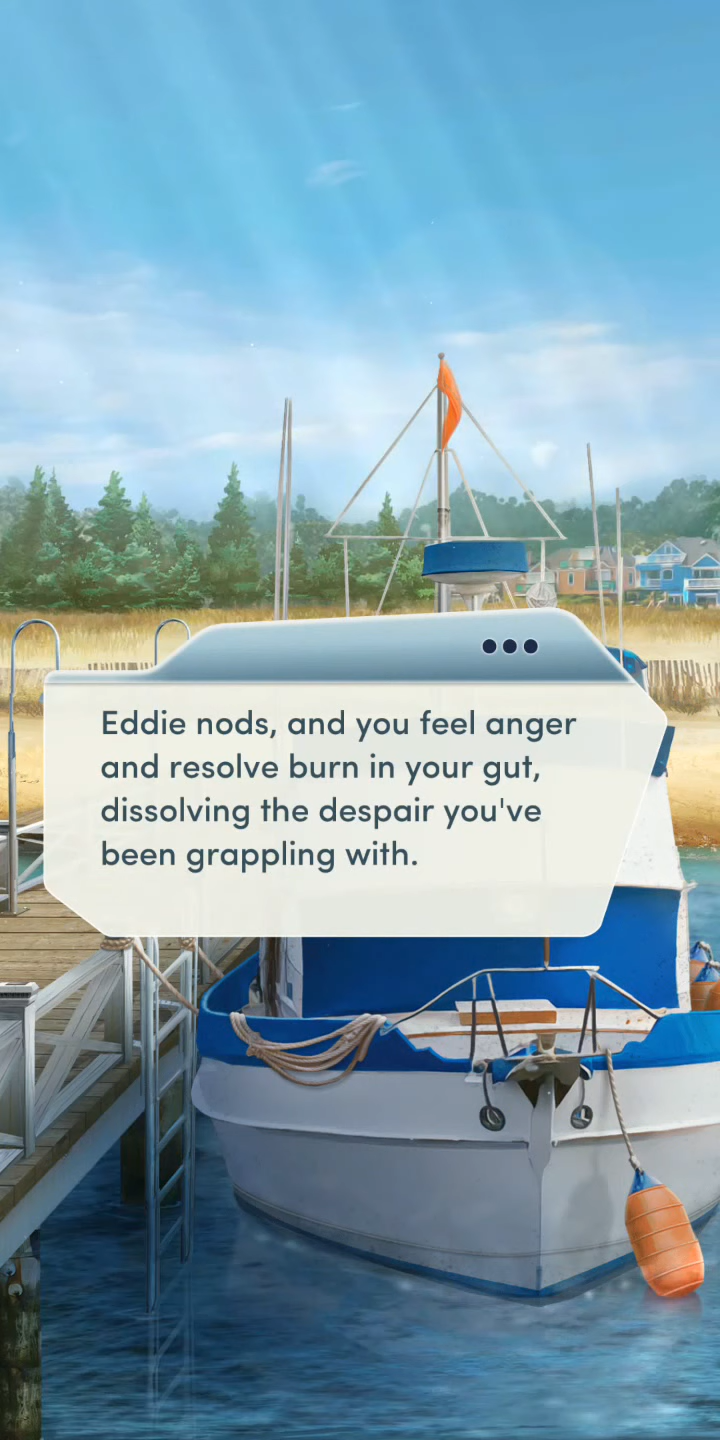 Eddie nods, and you feel anger
and resolve burn in your gut,
dissolving the despair you've
been grappling with.